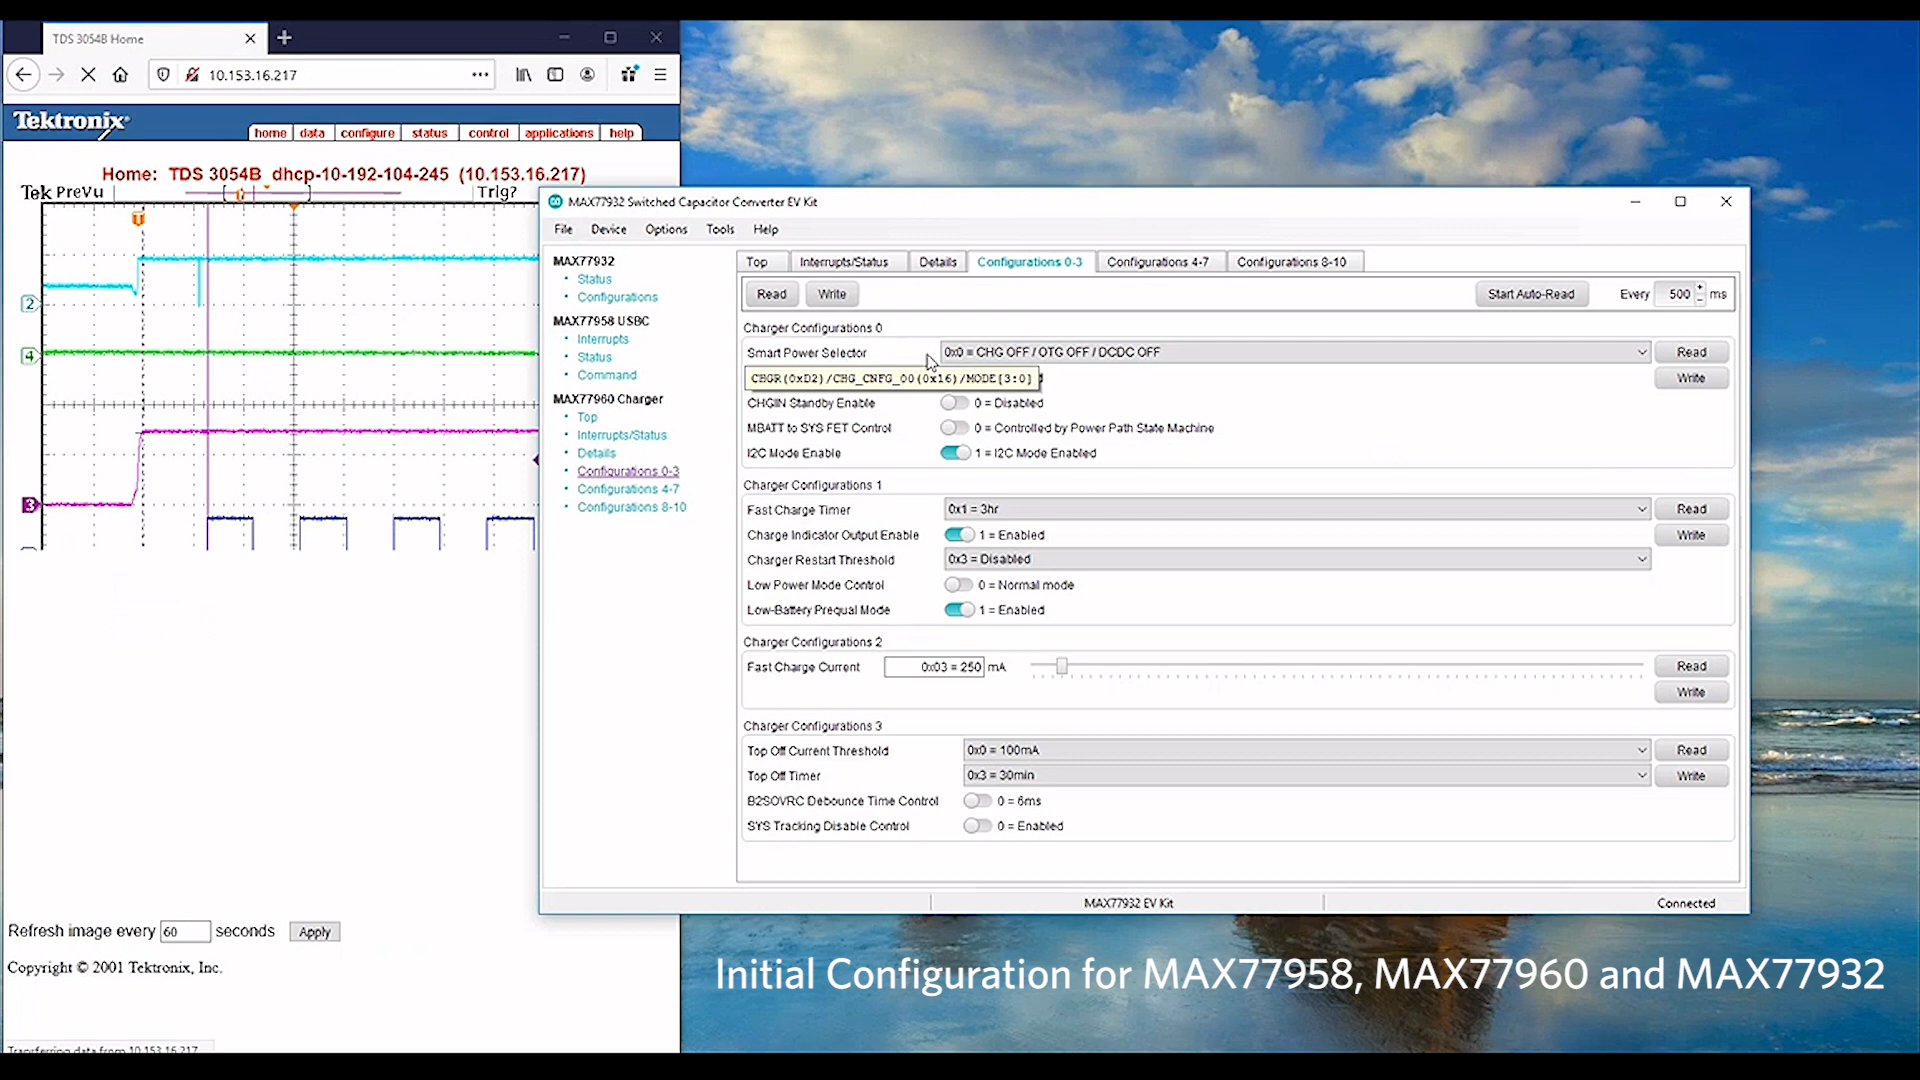 TDS 3054B Home
10.153.16.217
Tektronix
home data configure status control applications help
Home: TDS 3054B dhcp-10-192-104-245 (10.153.16.217)
Tek PreVu
Trig?
2
4
3
Refresh image every 60 seconds Apply
Copyright © 2001 Tektronix, Inc.
Transferring data from 10.153.16.217
MAX77932 Switched Capacitor Converter EV Kit
File Device Options Tools Help
MAX77932
Status
Configurations
MAX77958 USBC
Interrupts
Status
Command
MAX77960 Charger
Top
Interrupts/Status
Details
Configurations 0-3
Configurations 4-7
Configurations 8-10
Top Interrupts/Status Details Configurations 0-3 Configurations 4-7 Configurations 8-10
Read Write Start Auto-Read Every 500 ms
Charger Configurations 0
Smart Power Selector 0x0 = CHG OFF / OTG OFF / DCDC OFF Read
CHGR(0xD2)/CHG_CNFG_00(0x16)/MODE[3:0] Write
CHGIN Standby Enable 0 = Disabled
MBATT to SYS FET Control 0 = Controlled by Power Path State Machine
I2C Mode Enable 1 = I2C Mode Enabled
Charger Configurations 1
Fast Charge Timer 0x1 = 3hr Read
Charge Indicator Output Enable 1 = Enabled Write
Charger Restart Threshold 0x3 = Disabled
Low Power Mode Control 0 = Normal mode
Low-Battery Prequal Mode 1 = Enabled
Charger Configurations 2
Fast Charge Current 0x03 = 250 mA Read
Write
Charger Configurations 3
Top Off Current Threshold 0x0 = 100mA Read
Top Off Timer 0x3 = 30min Write
B2SOVRC Debounce Time Control 0 = 6ms
SYS Tracking Disable Control 0 = Enabled
MAX77932 EV Kit Connected
Initial Configuration for MAX77958, MAX77960 and MAX77932